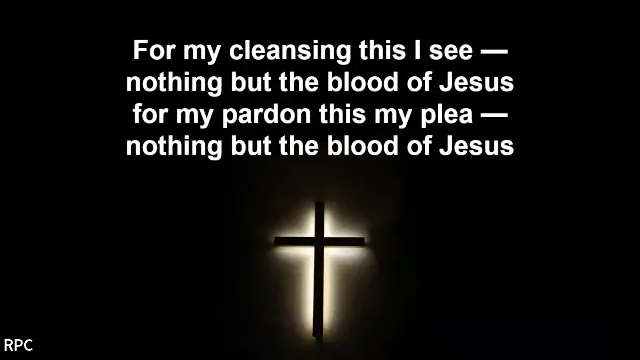 For my cleansing this I see —
nothing but the blood of Jesus
for my pardon this my plea —
nothing but the blood of Jesus
RPC